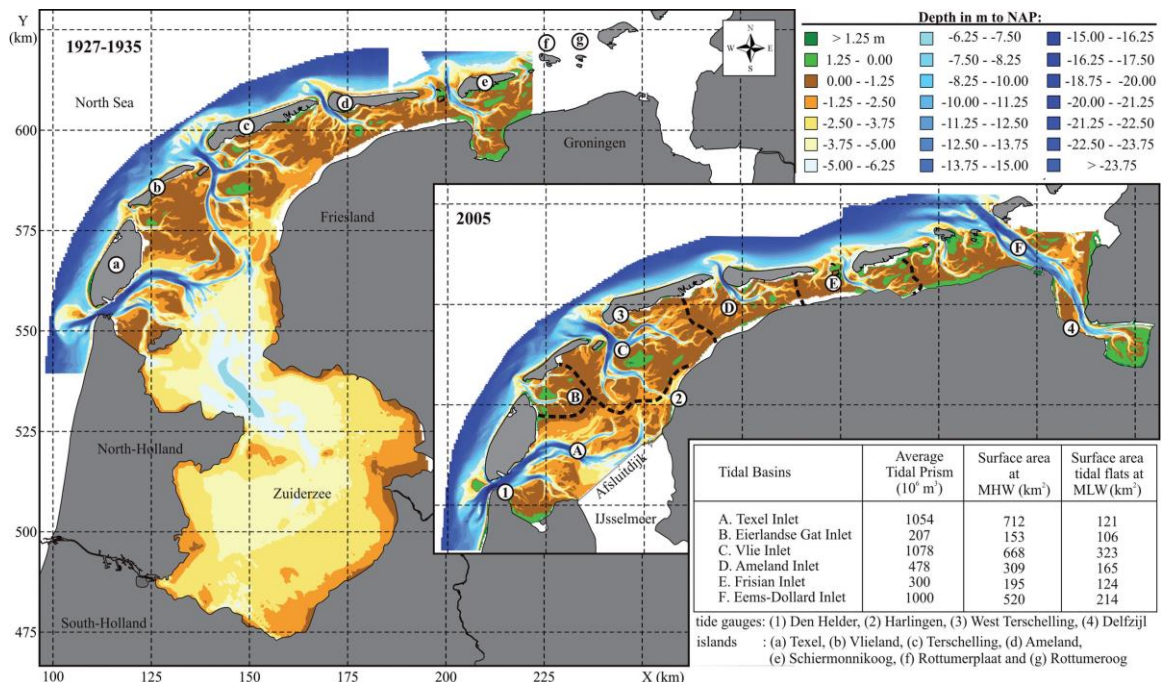 Y
(km)
1927-1935
North Sea
600
575
550
525
500
475
100
125
150
175
200
225
X (km)
a
b
c
d
e
f
g
N
W E
S
Groningen
Friesland
North-Holland
Zuiderzee
South-Holland
Depth in m to NAP:
> 1.25 m
1.25 - 0.00
0.00 - -1.25
-1.25 - -2.50
-2.50 - -3.75
-3.75 - -5.00
-5.00 - -6.25
-6.25 - -7.50
-7.50 - -8.25
-8.25 - -10.00
-10.00 - -11.25
-11.25 - -12.50
-12.50 - -13.75
-13.75 - -15.00
-15.00 - -16.25
-16.25 - -17.50
-18.75 - -20.00
-20.00 - -21.25
-21.25 - -22.50
-22.50 - -23.75
> -23.75
2005
A
B
C
D
E
F
1
2
3
4
Afsluitdijk
IJsselmeer
Tidal Basins
Average
Tidal Prism
(10⁶ m³)
Surface area
at
MHW (km²)
Surface area
tidal flats at
MLW (km²)
A. Texel Inlet 1054 712 121
B. Eierlandse Gat Inlet 207 153 106
C. Vlie Inlet 1078 668 323
D. Ameland Inlet 478 309 165
E. Frisian Inlet 300 195 124
F. Eems-Dollard Inlet 1000 520 214
tide gauges: (1) Den Helder, (2) Harlingen, (3) West Terschelling, (4) Delfzijl
islands : (a) Texel, (b) Vlieland, (c) Terschelling, (d) Ameland,
(e) Schiermonnikoog, (f) Rottumerplaat and (g) Rottumeroog